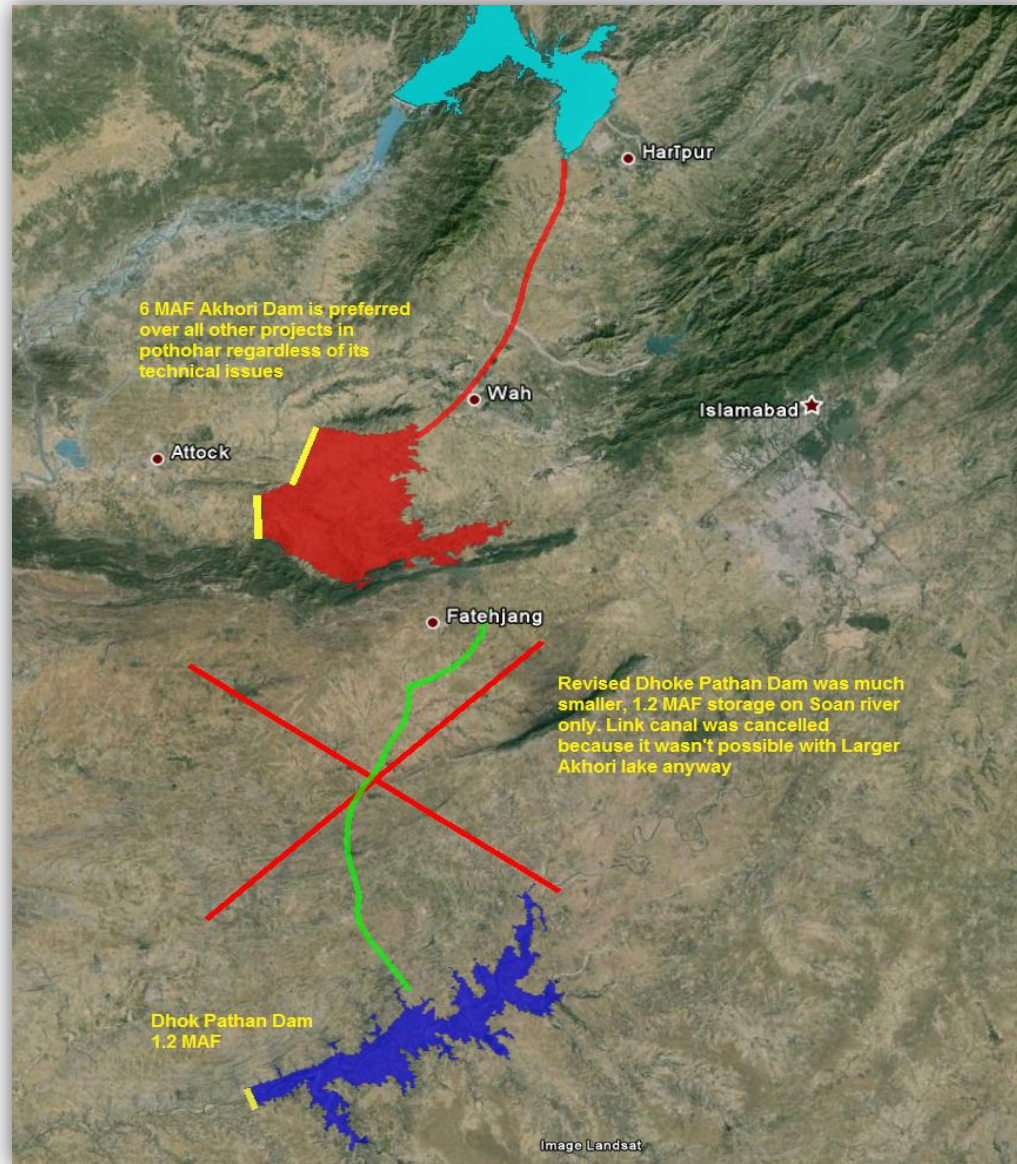 Harīpur
6 MAF Akhori Dam is preferred
over all other projects in
pothohar regardless of its
technical issues
Wah
Islamabad
Attock
Fatehjang
Revised Dhoke Pathan Dam was much
smaller, 1.2 MAF storage on Soan river
only. Link canal was cancelled
because it wasn't possible with Larger
Akhori lake anyway
Dhok Pathan Dam
1.2 MAF
Image Landsat